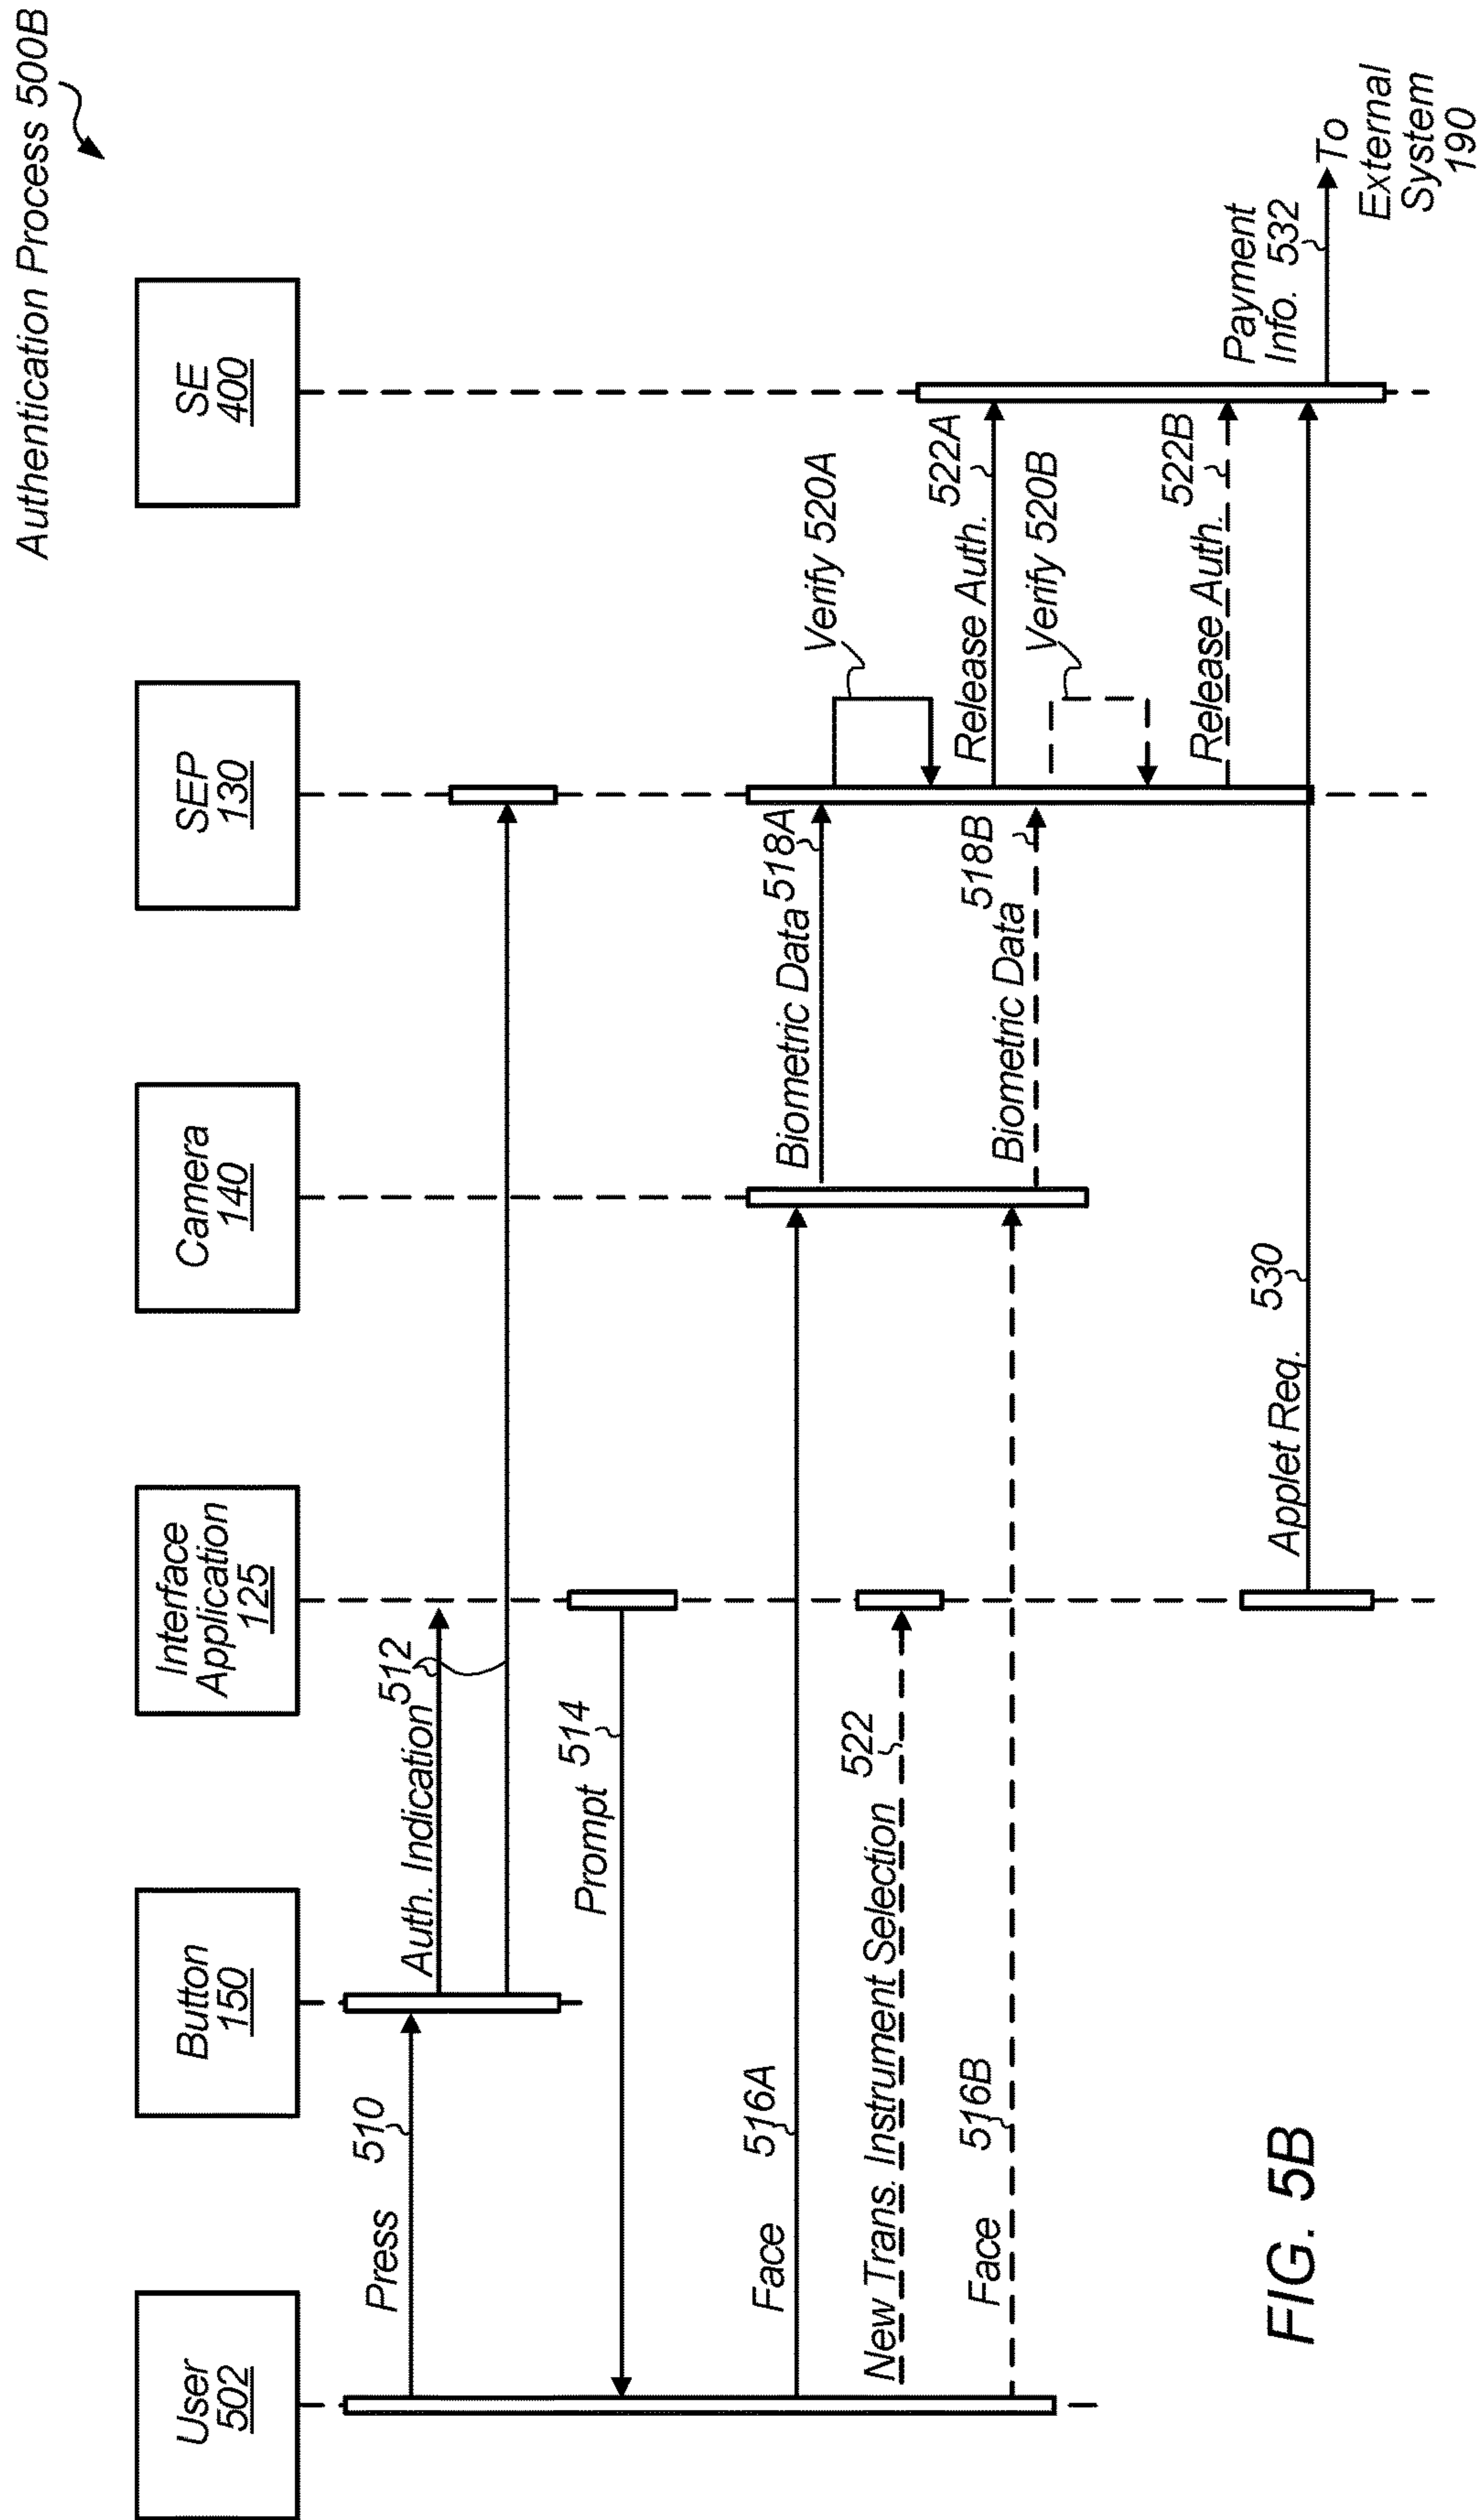 Authentication Process 500B
User
502
Button
150
Interface
Application
125
Camera
140
SEP
130
SE
400
Press 510
Auth. Indication 512
Prompt 514
Face 516A
Biometric Data 518A
Verify 520A
New Trans. Instrument Selection 522
Release Auth. 522A
Face 516B
Biometric Data 518B
Verify 520B
Release Auth. 522B
Applet Req. 530
Payment
Info. 532
To
External
System
190
FIG. 5B